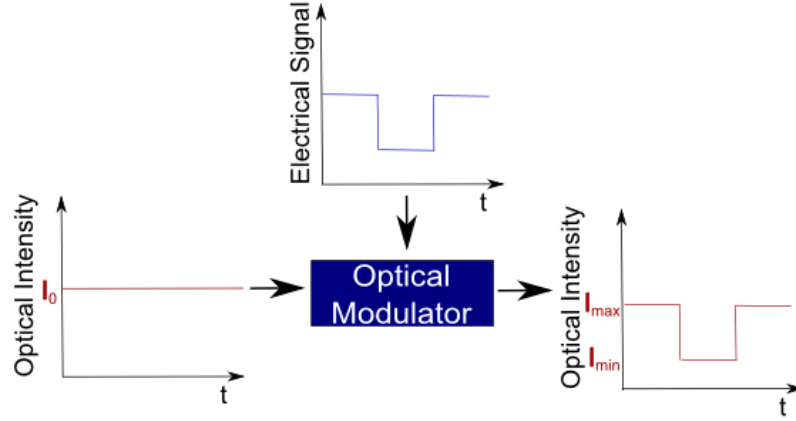 Electrical Signal
t
Optical Intensity
I0
t
Optical
Modulator
Optical Intensity
Imax
Imin
t